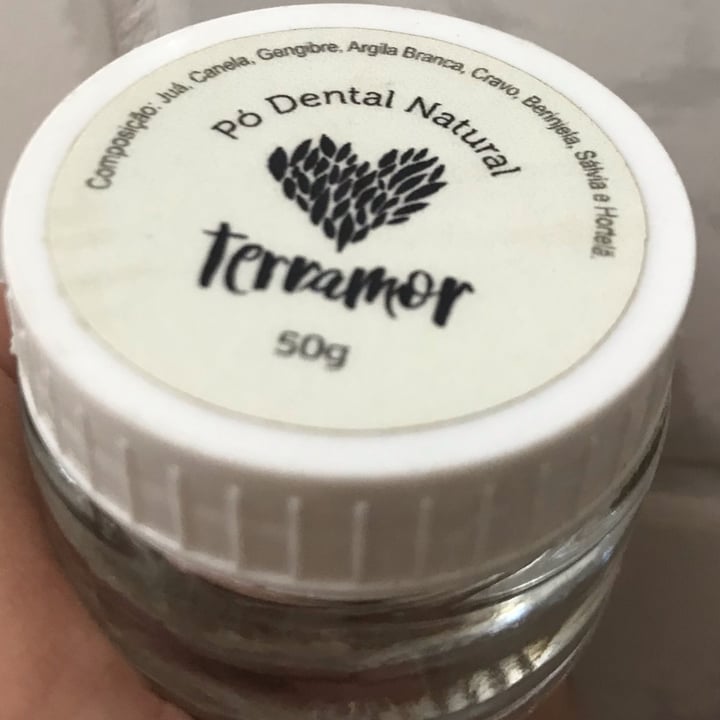 Composição: Juá, Canela, Gengibre, Argila Branca, Cravo, Berinjela, Sálvia e Hortelã.
Pó Dental Natural
terramor
50g